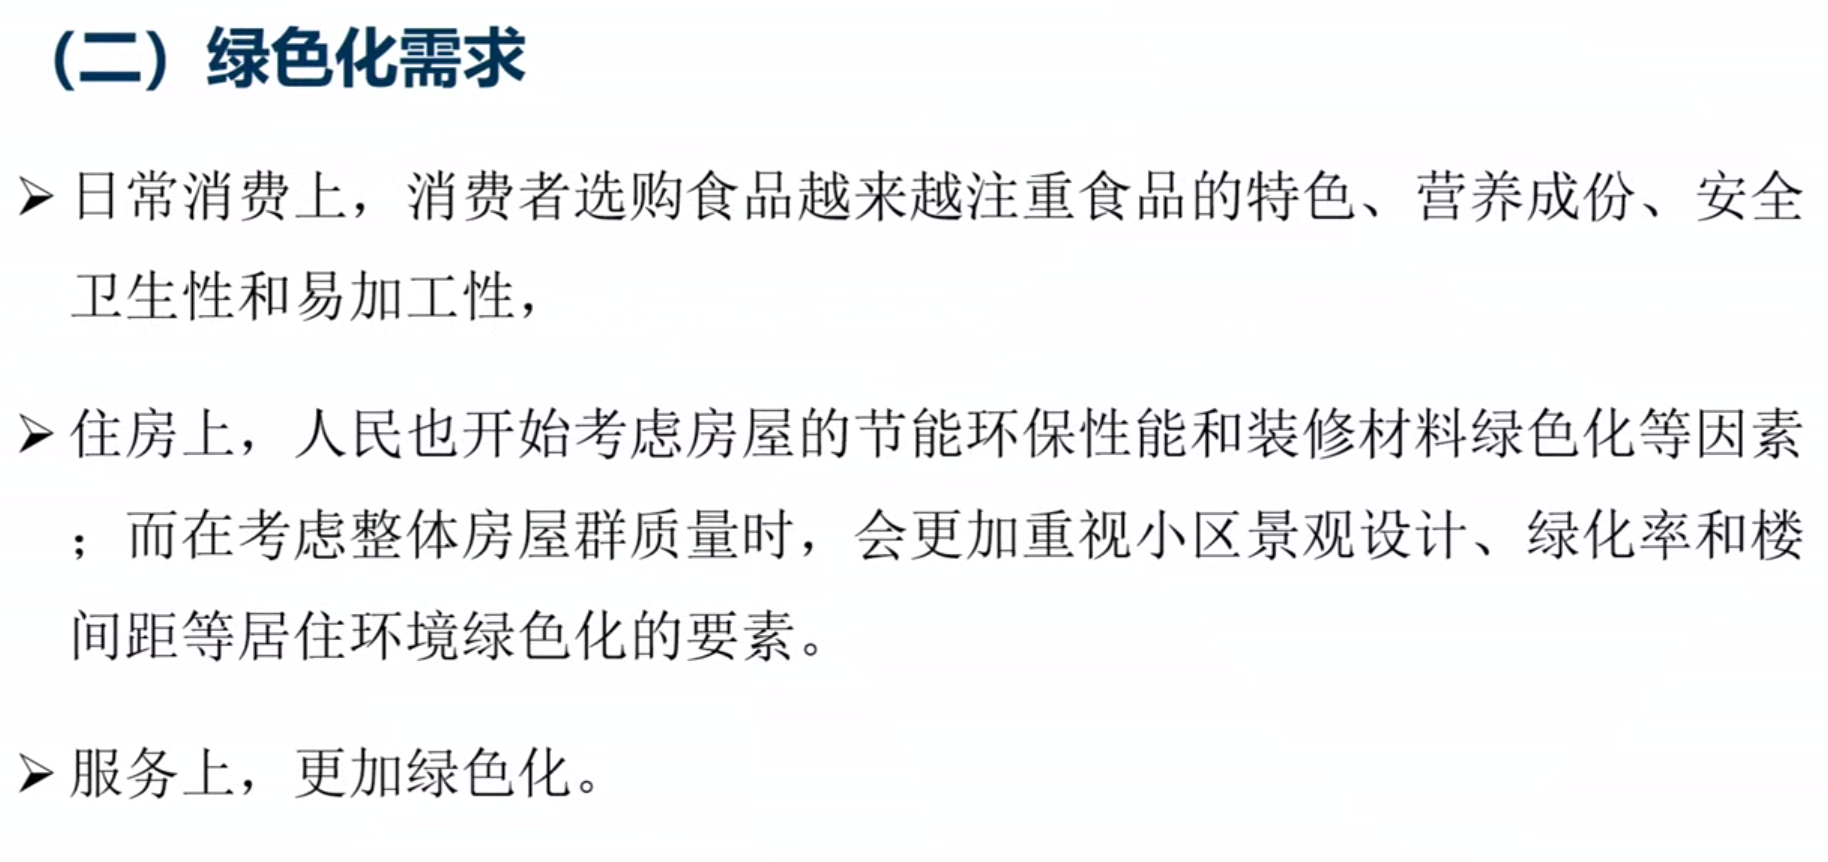 （二）绿色化需求
➢日常消费上，消费者选购食品越来越注重食品的特色、营养成份、安全
卫生性和易加工性，
➢住房上，人民也开始考虑房屋的节能环保性能和装修材料绿色化等因素
；而在考虑整体房屋群质量时，会更加重视小区景观设计、绿化率和楼
间距等居住环境绿色化的要素。
➢服务上，更加绿色化。